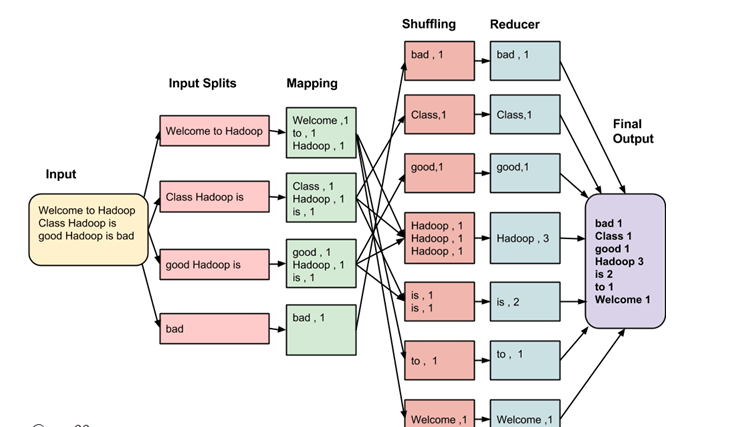 Shuffling
Reducer
Input Splits
Mapping
Input
Final
Output
Welcome to Hadoop
Class Hadoop is
good Hadoop is bad
Welcome to Hadoop
Class Hadoop is
good Hadoop is
bad
Welcome ,1
to , 1
Hadoop , 1
Class , 1
Hadoop , 1
is , 1
good , 1
Hadoop , 1
is , 1
bad , 1
bad , 1
Class,1
good,1
Hadoop , 1
Hadoop , 1
Hadoop , 1
is , 1
is , 1
to , 1
Welcome ,1
bad , 1
Class,1
good,1
Hadoop , 3
is , 2
to , 1
Welcome ,1
bad 1
Class 1
good 1
Hadoop 3
is 2
to 1
Welcome 1